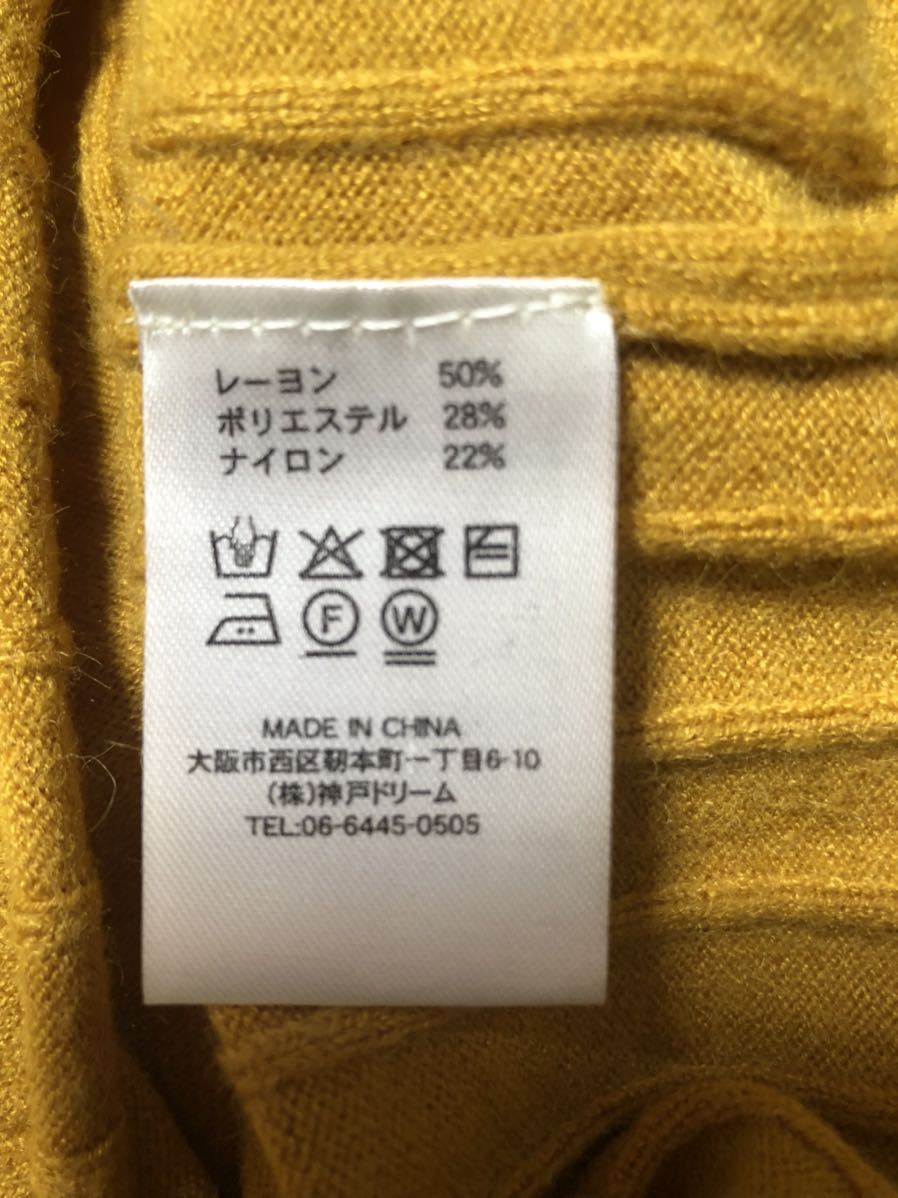 レーヨン 50%
ポリエステル 28%
ナイロン 22%
F W
MADE IN CHINA
大阪市西区靭本町一丁目6-10
(株)神戸ドリーム
TEL:06-6445-0505